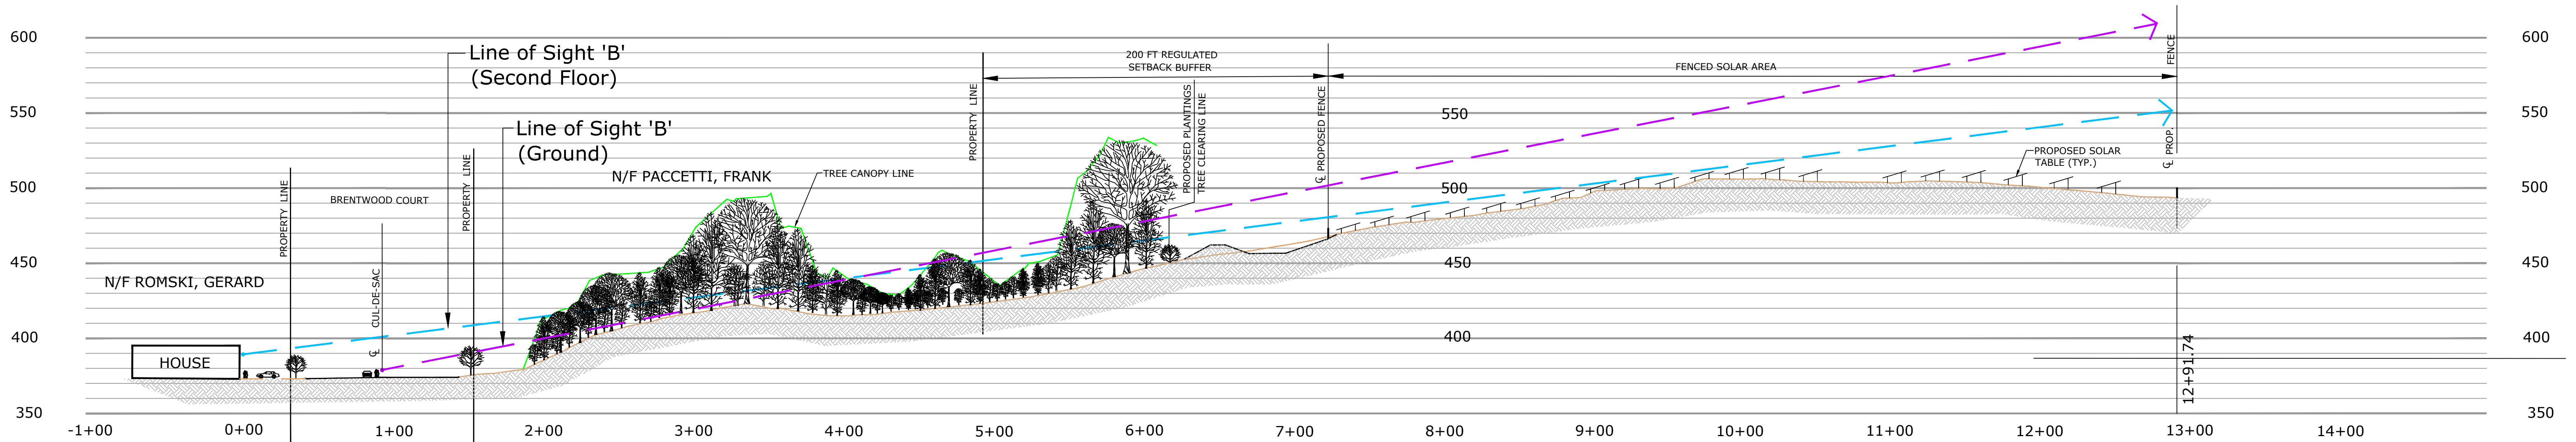 600
550
500
450
400
350
Line of Sight 'B'
(Second Floor)
Line of Sight 'B'
(Ground)
N/F PACCETTI, FRANK
TREE CANOPY LINE
N/F ROMSKI, GERARD
HOUSE
PROPERTY LINE
BRENTWOOD COURT
℄ CUL-DE-SAC
PROPERTY LINE
PROPERTY LINE
200 FT REGULATED
SETBACK BUFFER
PROPOSED PLANTINGS
TREE CLEARING LINE
℄ PROPOSED FENCE
FENCED SOLAR AREA
550
500
450
400
PROPOSED SOLAR
TABLE (TYP.)
℄ PROP. FENCE
12+91.74
600
550
500
450
400
350
-1+00 0+00 1+00 2+00 3+00 4+00 5+00 6+00 7+00 8+00 9+00 10+00 11+00 12+00 13+00 14+00